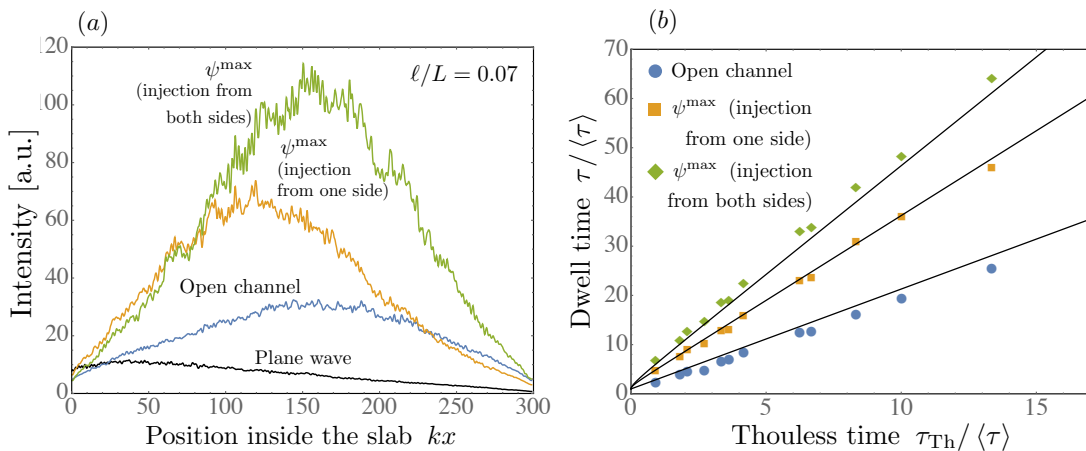 (a)
ψ^max
(injection from
both sides)
ℓ/L = 0.07
ψ^max
(injection
from one side)
Open channel
Plane wave
Intensity [a.u.]
120
100
80
60
40
20
0
0 50 100 150 200 250 300
Position inside the slab kx
(b)
Open channel
ψ^max (injection
from one side)
ψ^max (injection
from both sides)
Dwell time τ/⟨τ⟩
70
60
50
40
30
20
10
0
0 5 10 15
Thouless time τ_Th/⟨τ⟩